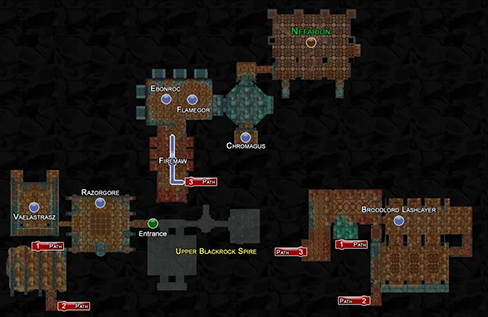 NEFARION
EBONROC
FLAMEGOR
CHROMAGUS
FIREMAW
3 PATH
RAZORGORE
VAELASTRASZ
BROODLORD LASHLAYER
Entrance
1 PATH
UPPER BLACKROCK SPIRE
1 PATH
PATH 3
PATH 2
2 PATH